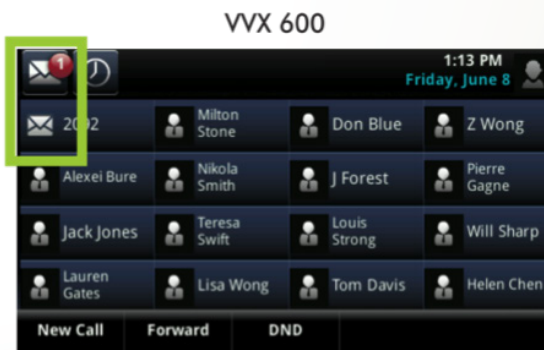 VVX 600
1
1:13 PM
Friday, June 8
2092
Milton
Stone
Don Blue
Z Wong
Alexei Bure
Nikola
Smith
J Forest
Pierre
Gagne
Jack Jones
Teresa
Swift
Louis
Strong
Will Sharp
Lauren
Gates
Lisa Wong
Tom Davis
Helen Chen
New Call
Forward
DND